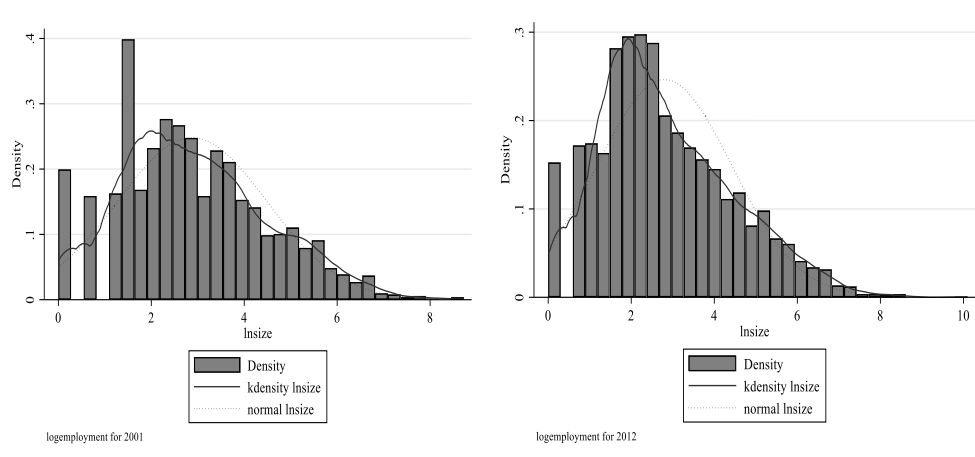 .4
.3
.2
.1
0
Density
0 2 4 6 8
lnsize
Density
kdensity lnsize
normal lnsize
logemployment for 2001
.3
.2
.1
0
Density
0 2 4 6 8 10
lnsize
Density
kdensity lnsize
normal lnsize
logemployment for 2012